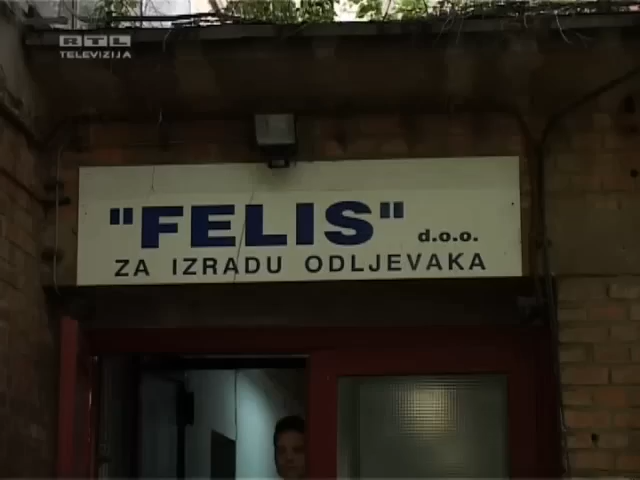 RTL
TELEVIZIJA
"FELIS" d.o.o.
ZA IZRADU ODLJEVAKA